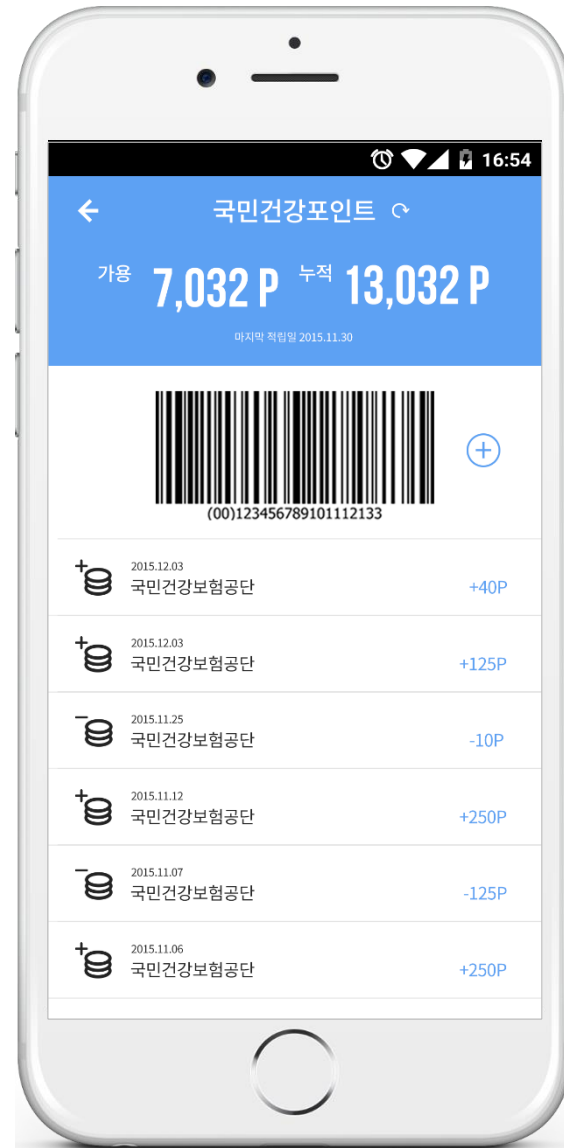 16:54
국민건강포인트
가용 7,032 P 누적 13,032 P
마지막 적립일 2015.11.30
(00)123456789101112133
2015.12.03
국민건강보험공단 +40P
2015.12.03
국민건강보험공단 +125P
2015.11.25
국민건강보험공단 -10P
2015.11.12
국민건강보험공단 +250P
2015.11.07
국민건강보험공단 -125P
2015.11.06
국민건강보험공단 +250P